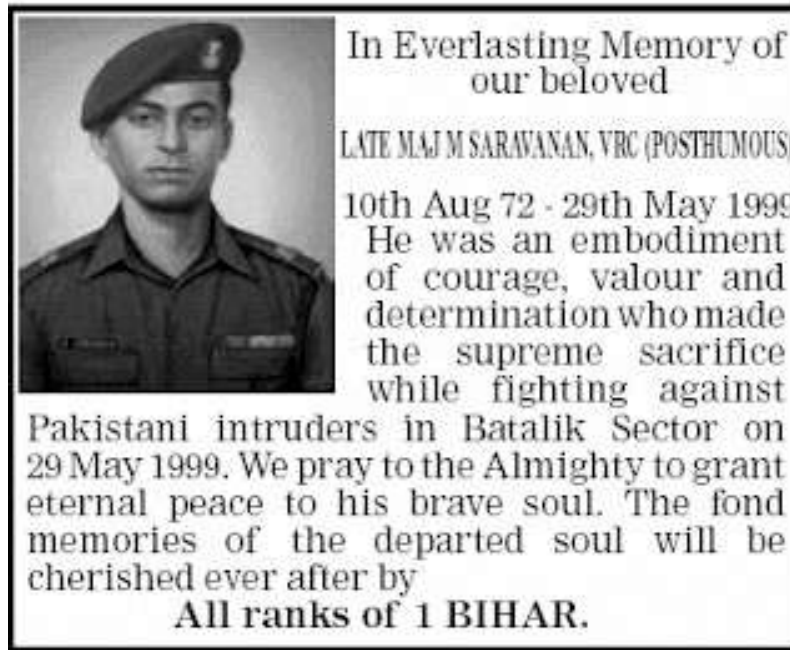 In Everlasting Memory of
our beloved
LATE MAJ M SARAVANAN, VRC (POSTHUMOUS)
10th Aug 72 - 29th May 1999
He was an embodiment
of courage, valour and
determination who made
the supreme sacrifice
while fighting against
Pakistani intruders in Batalik Sector on
29 May 1999. We pray to the Almighty to grant
eternal peace to his brave soul. The fond
memories of the departed soul will be
cherished ever after by
All ranks of 1 BIHAR.